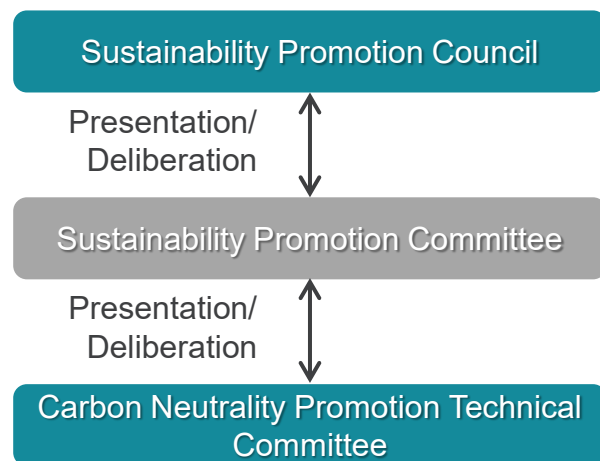 Sustainability Promotion Council
Presentation/
Deliberation
Sustainability Promotion Committee
Presentation/
Deliberation
Carbon Neutrality Promotion Technical
Committee